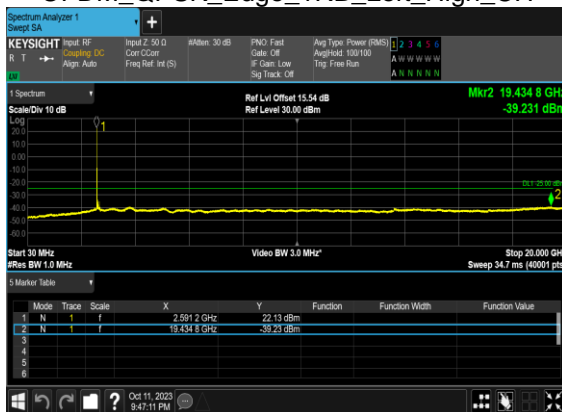 Spectrum Analyzer 1
Swept SA
+
KEYSIGHT Input: RF Input Z: 50 Ω #Atten: 30 dB PNO: Fast Avg Type: Power (RMS) 1 2 3 4 5 6
R T Coupling: DC Corr CCorr Gate: Off Avg|Hold: 100/100 A W W W W W
Align: Auto Freq Ref: Int (S) IF Gain: Low Trig: Free Run
Sig Track: Off A N N N N N
LXI
1 Spectrum Ref Lvl Offset 15.54 dB Mkr2 19.434 8 GHz
Scale/Div 10 dB Ref Level 30.00 dBm -39.231 dBm
Log
20.0
10.0
0.00
-10.0
-20.0
-30.0
-40.0
-50.0
-60.0
1
DL1 -25.00 dBm
2
Start 30 MHz Video BW 3.0 MHz* Stop 20.000 GHz
#Res BW 1.0 MHz Sweep 34.7 ms (40001 pts)
5 Marker Table
Mode Trace Scale X Y Function Function Width Function Value
1 N 1 f 2.591 2 GHz 22.13 dBm
2 N 1 f 19.434 8 GHz -39.23 dBm
3
4
5
6
? Oct 11, 2023
9:47:11 PM